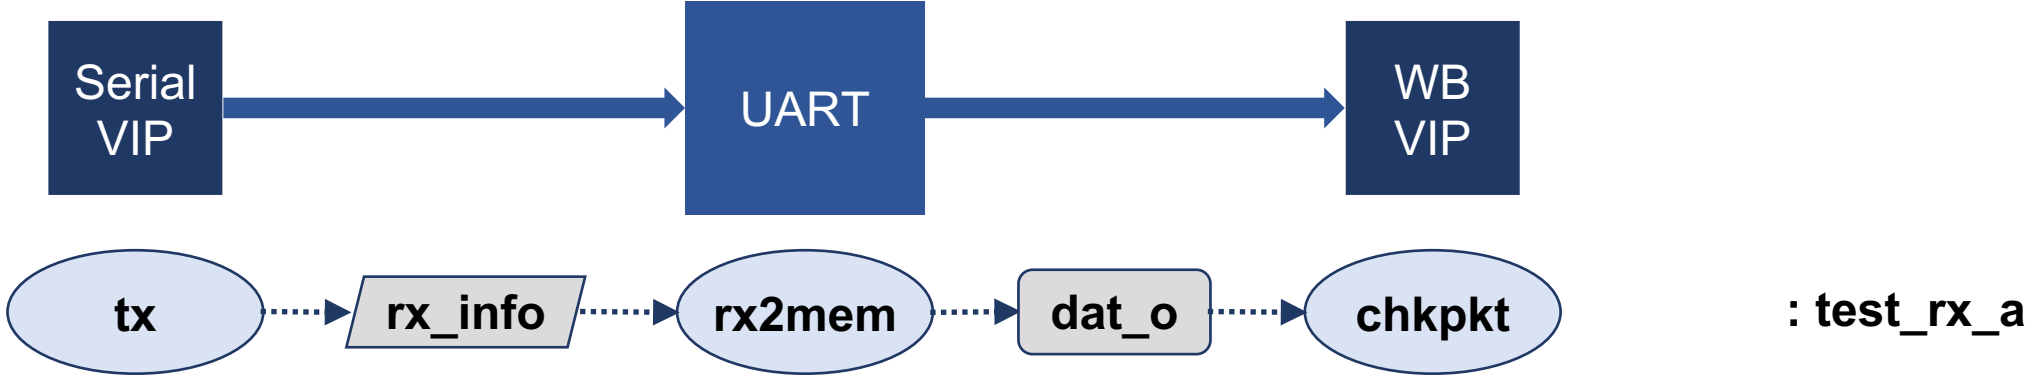 Serial
VIP
UART
WB
VIP
tx
rx_info
rx2mem
dat_o
chkpkt
: test_rx_a